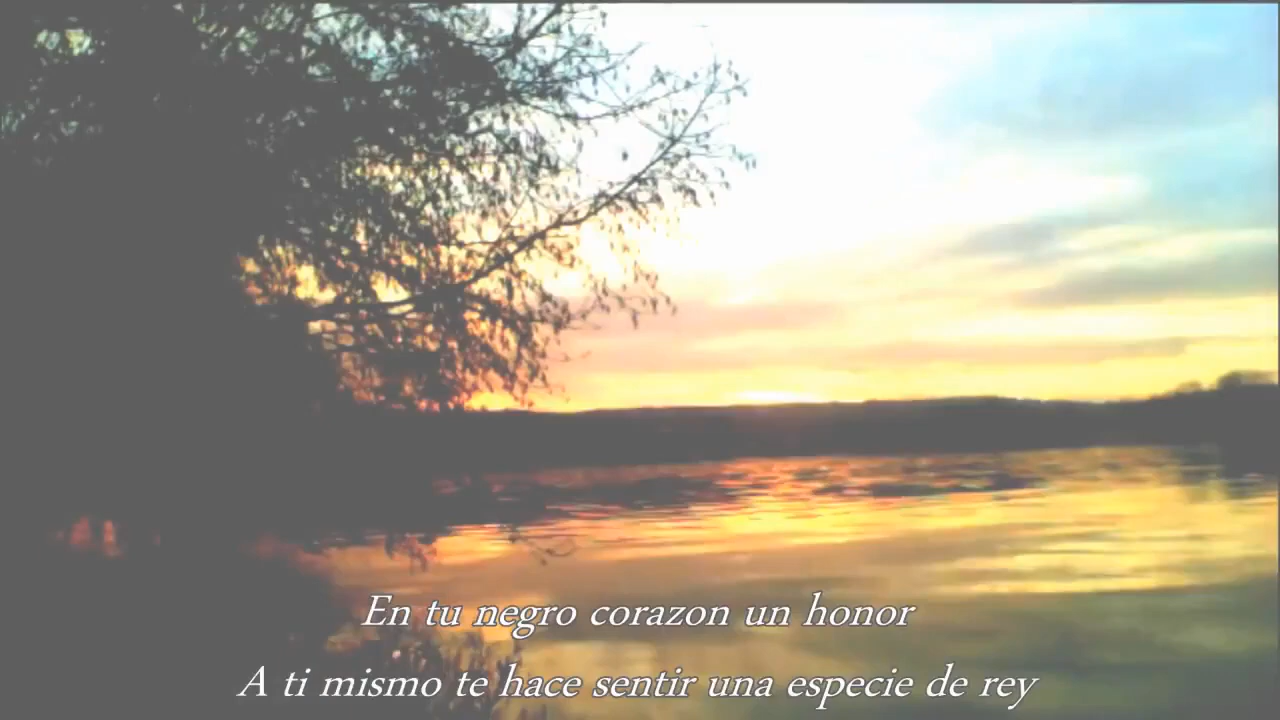 En tu negro corazon un honor
A ti mismo te hace sentir una especie de rey